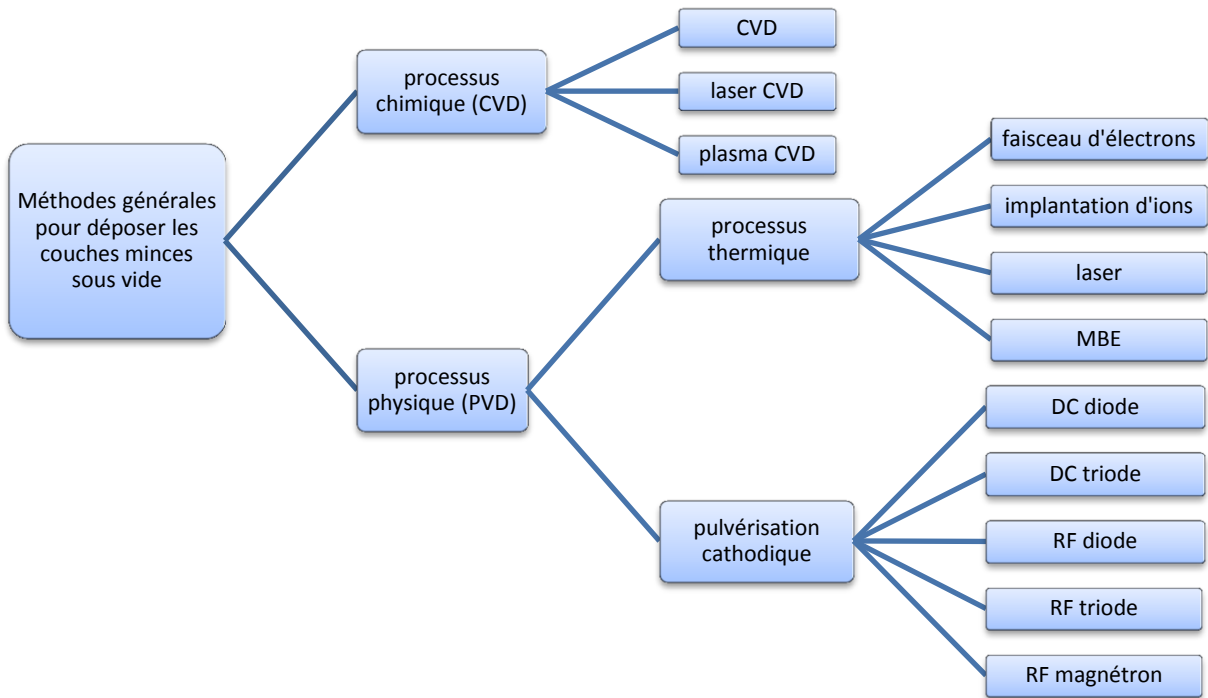 Méthodes générales
pour déposer les
couches minces
sous vide
processus
chimique (CVD)
CVD
laser CVD
plasma CVD
processus
physique (PVD)
processus
thermique
faisceau d'électrons
implantation d'ions
laser
MBE
pulvérisation
cathodique
DC diode
DC triode
RF diode
RF triode
RF magnétron